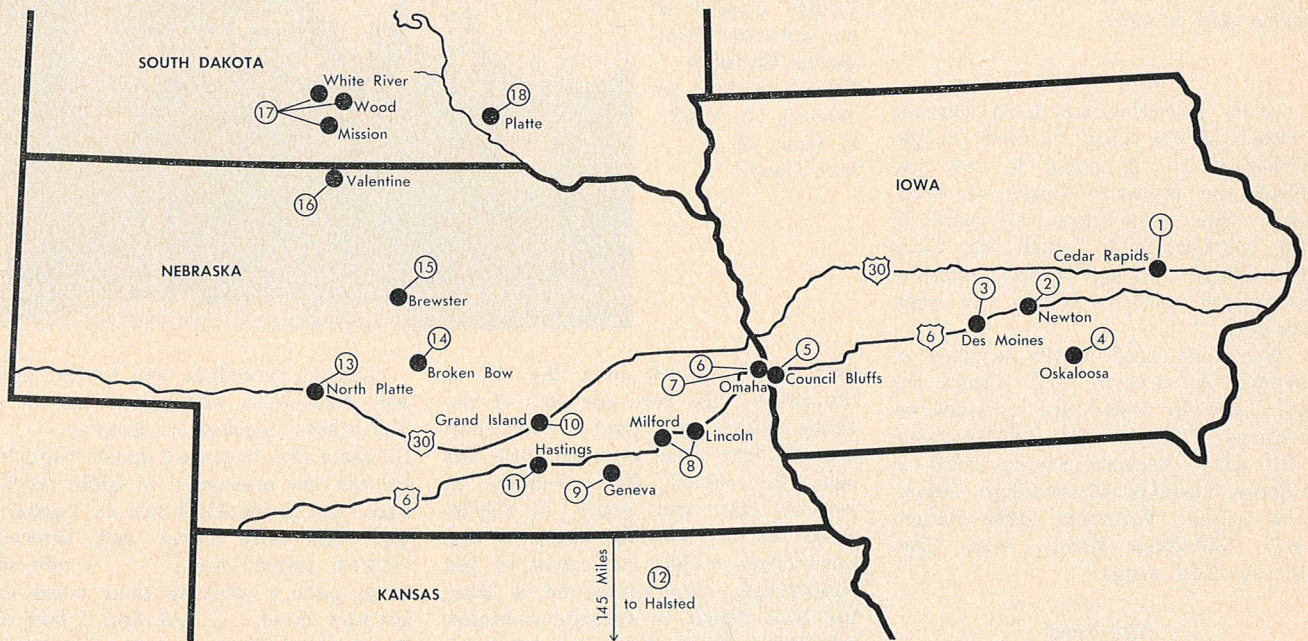 SOUTH DAKOTA
White River
17
Wood
Mission
18
Platte
16
Valentine
IOWA
NEBRASKA
15
Brewster
14
Broken Bow
13
North Platte
30
Grand Island
10
Hastings
11
6
9
Geneva
Milford
Lincoln
8
6
7
Omaha
5
Council Bluffs
30
1
Cedar Rapids
3
Des Moines
2
Newton
6
4
Oskaloosa
KANSAS
145 Miles
12
to Halsted